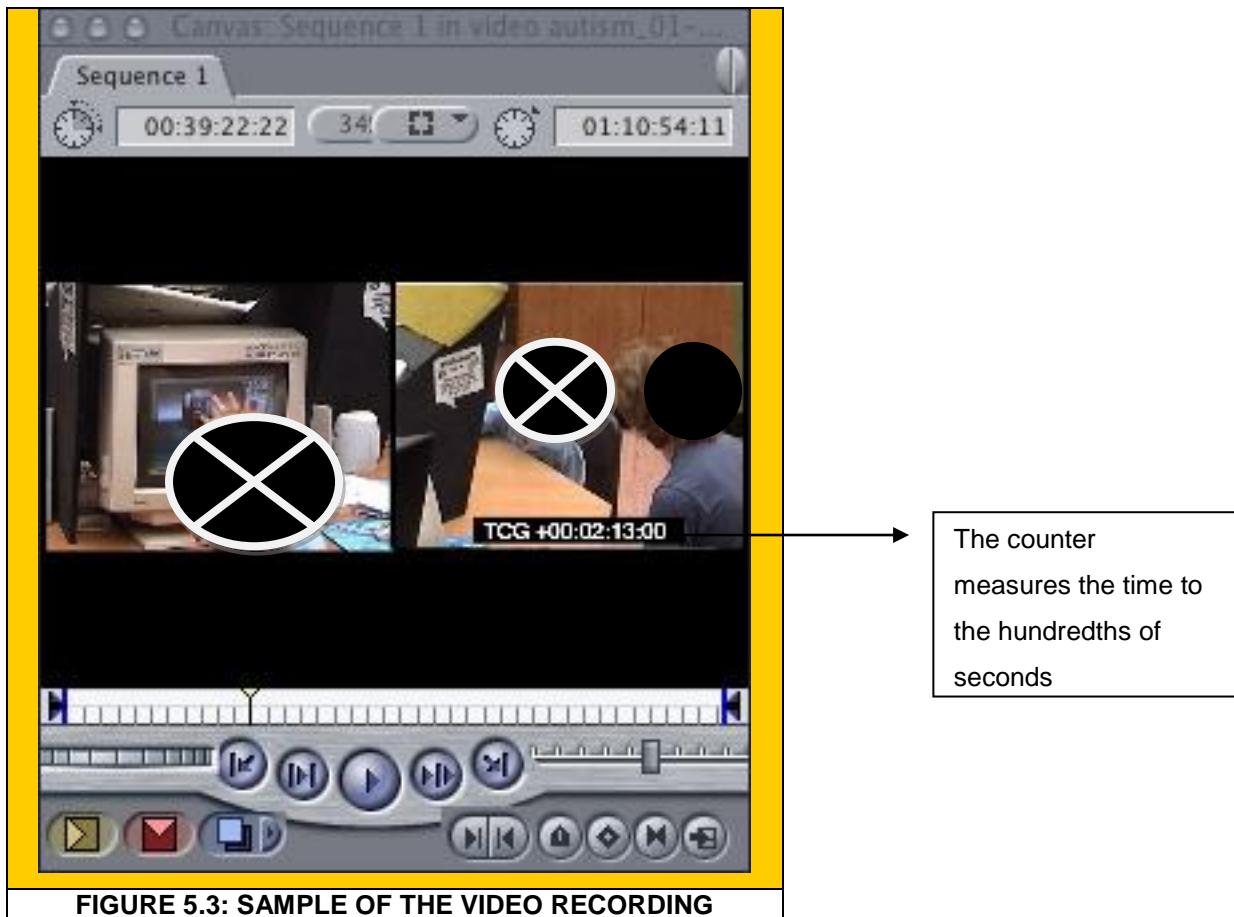 Canvas: Sequence 1 in video autism_01-...
Sequence 1
00:39:22:22
34
01:10:54:11
TCG +00:02:13:00
The counter
measures the time to
the hundredths of
seconds
FIGURE 5.3: SAMPLE OF THE VIDEO RECORDING